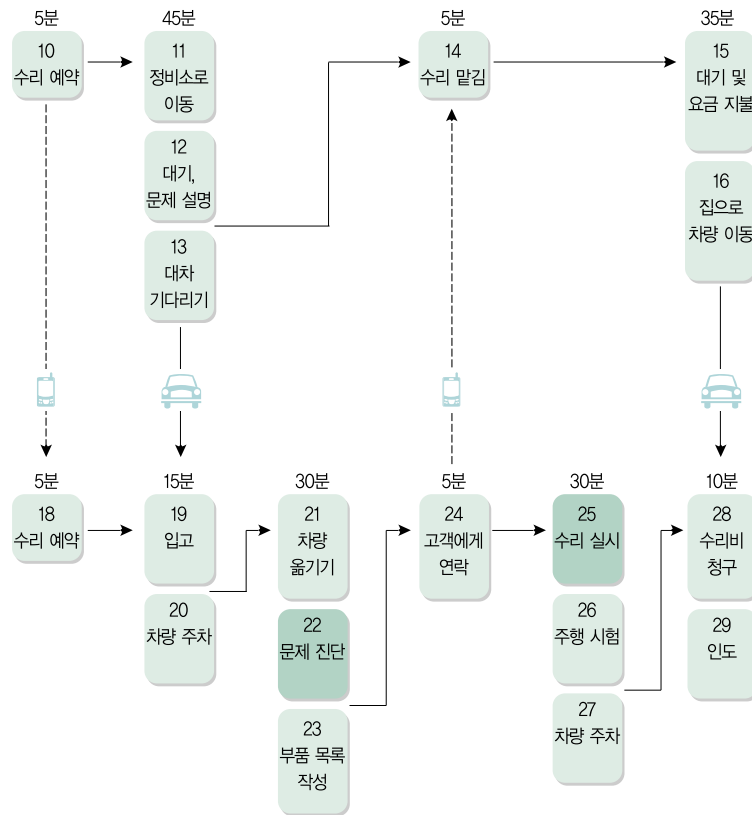 5분
10
수리 예약
45분
11
정비소로
이동
12
대기,
문제 설명
13
대차
기다리기
5분
14
수리 맡김
35분
15
대기 및
요금 지불
16
집으로
차량 이동
5분
18
수리 예약
15분
19
입고
20
차량 주차
30분
21
차량
옮기기
22
문제 진단
23
부품 목록
작성
5분
24
고객에게
연락
30분
25
수리 실시
26
주행 시험
27
차량 주차
10분
28
수리비
청구
29
인도